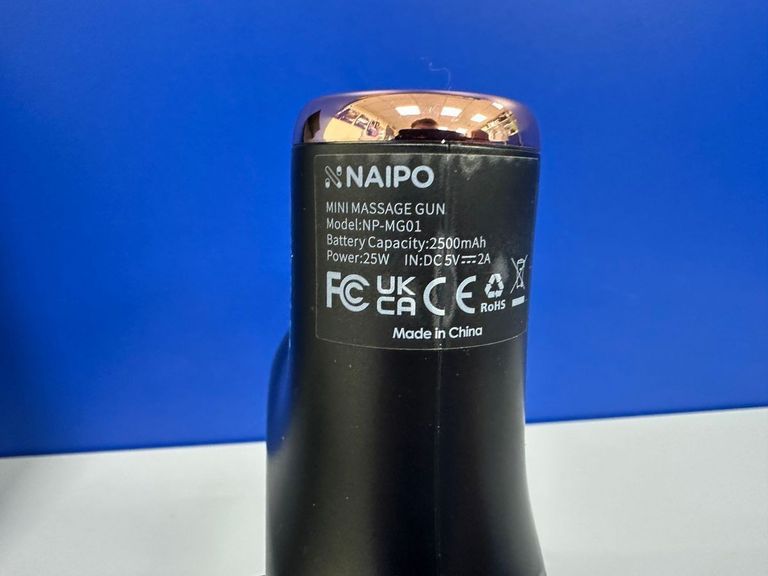 NAIPO
MINI MASSAGE GUN
Model:NP-MG01
Battery Capacity:2500mAh
Power:25W IN:DC 5V⎓2A
FC UK CA CE RoHS
Made in China